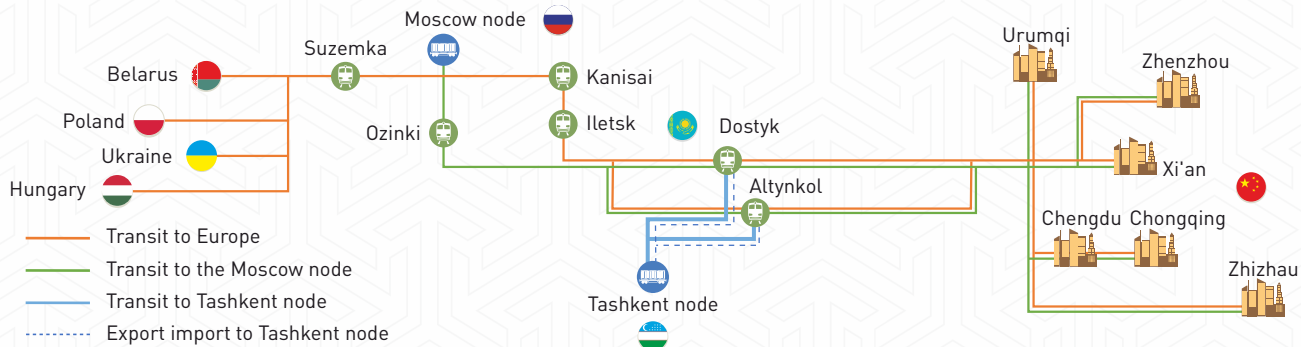 Moscow node
Suzemka
Belarus
Kanisai
Poland
Ozinki
Iletsk
Dostyk
Ukraine
Hungary
Altynkol
Urumqi
Zhenzhou
Xi'an
Chengdu
Chongqing
Zhizhau
Tashkent node
Transit to Europe
Transit to the Moscow node
Transit to Tashkent node
Export import to Tashkent node